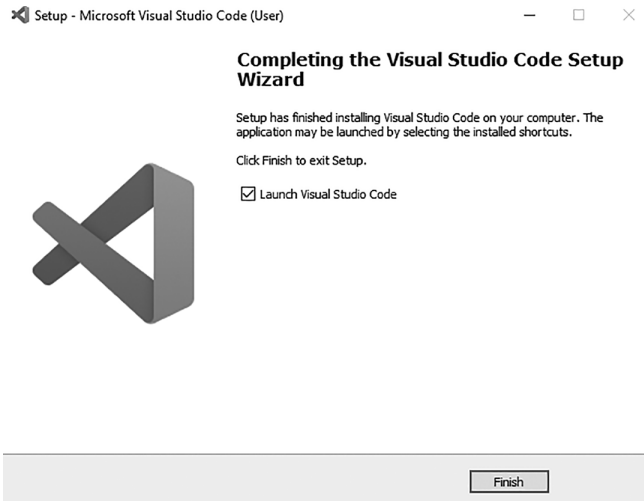 Setup - Microsoft Visual Studio Code (User)
Completing the Visual Studio Code Setup
Wizard
Setup has finished installing Visual Studio Code on your computer. The
application may be launched by selecting the installed shortcuts.
Click Finish to exit Setup.
Launch Visual Studio Code
Finish